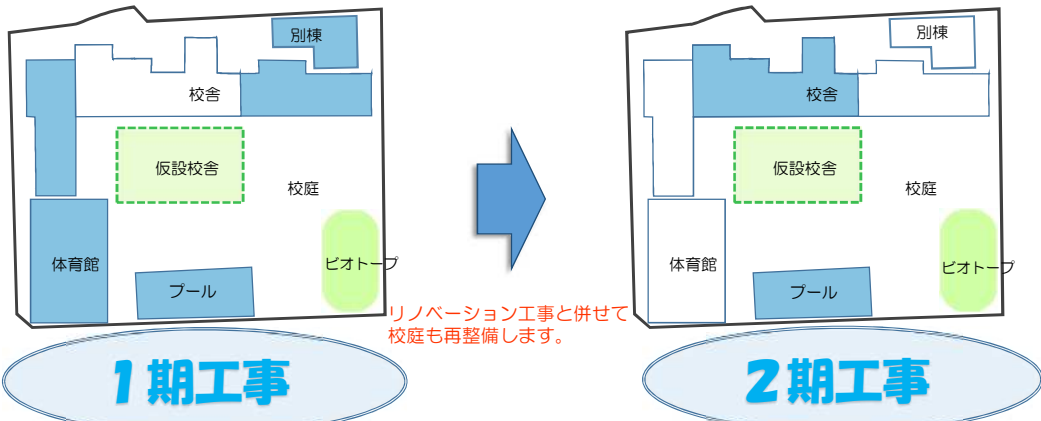 別棟
校舎
仮設校舎
校庭
体育館
ビオトープ
プール
1期工事
リノベーション工事と併せて
校庭も再整備します。
別棟
校舎
仮設校舎
校庭
体育館
ビオトープ
プール
2期工事